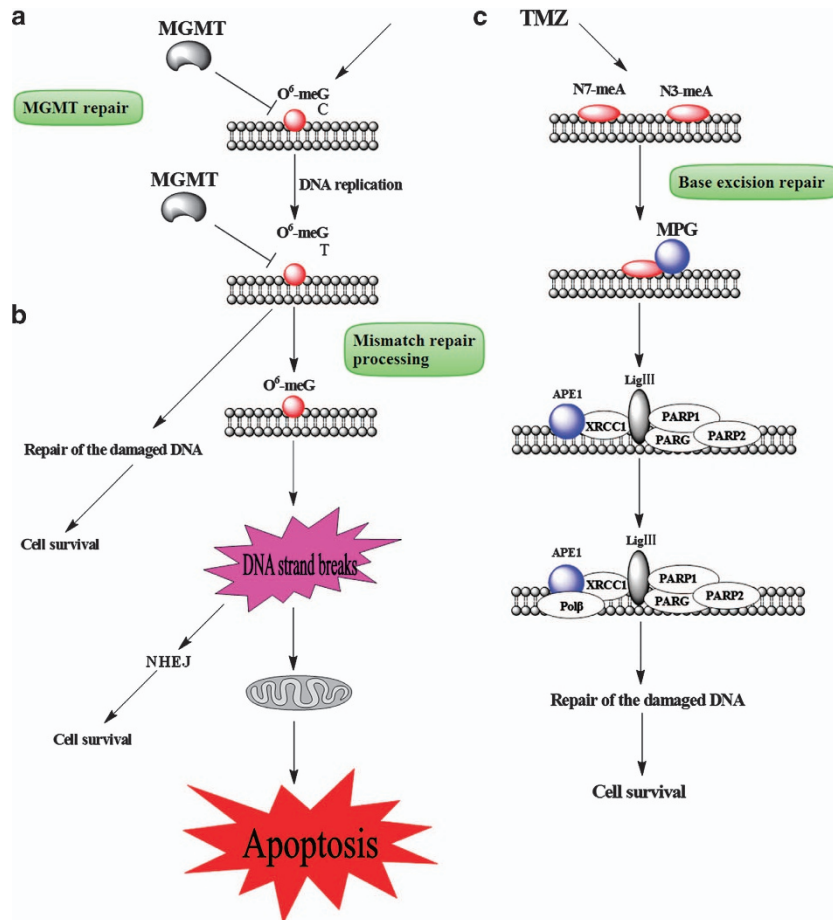 a
MGMT
O⁶-meG
C
MGMT repair
DNA replication
MGMT
O⁶-meG
T
b
Mismatch repair
processing
O⁶-meG
Repair of the damaged DNA
Cell survival
DNA strand breaks
NHEJ
Cell survival
Apoptosis
c
TMZ
N7-meA
N3-meA
Base excision repair
MPG
LigIII
APE1
XRCC1
PARP1
PARG
PARP2
LigIII
APE1
XRCC1
PARP1
Polβ
PARG
PARP2
Repair of the damaged DNA
Cell survival